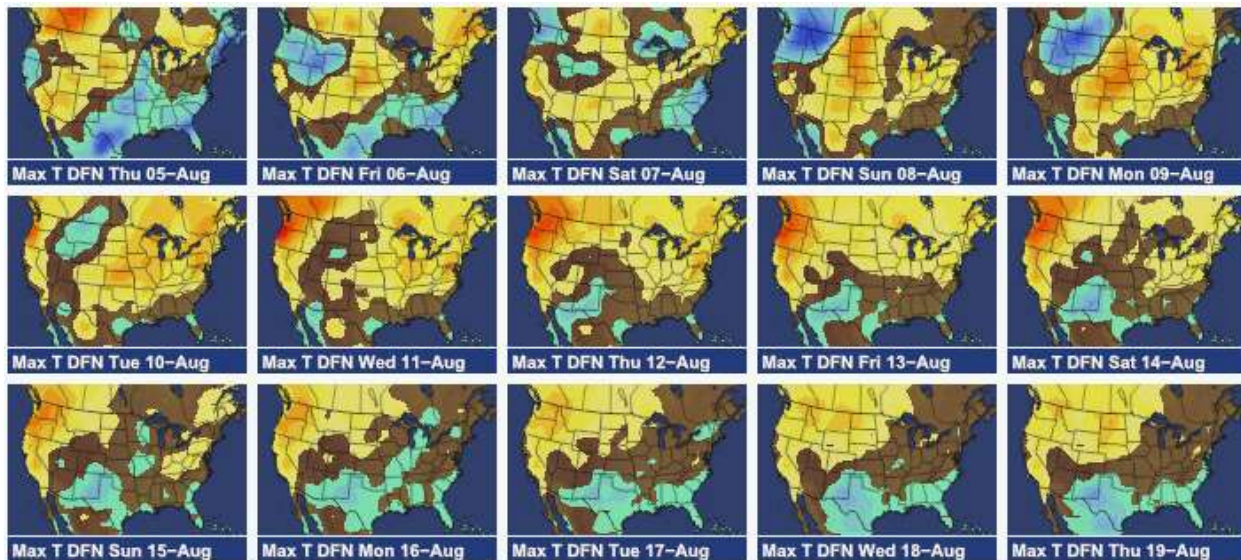 Max T DFN Thu 05-Aug
Max T DFN Fri 06-Aug
Max T DFN Sat 07-Aug
Max T DFN Sun 08-Aug
Max T DFN Mon 09-Aug
Max T DFN Tue 10-Aug
Max T DFN Wed 11-Aug
Max T DFN Thu 12-Aug
Max T DFN Fri 13-Aug
Max T DFN Sat 14-Aug
Max T DFN Sun 15-Aug
Max T DFN Mon 16-Aug
Max T DFN Tue 17-Aug
Max T DFN Wed 18-Aug
Max T DFN Thu 19-Aug